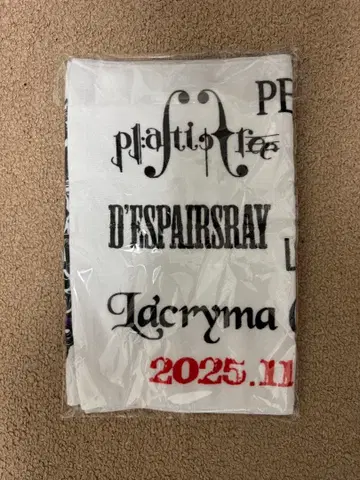 PE
plastic tree
D'ESPAIRSRAY
L
Lacryma
2025.11